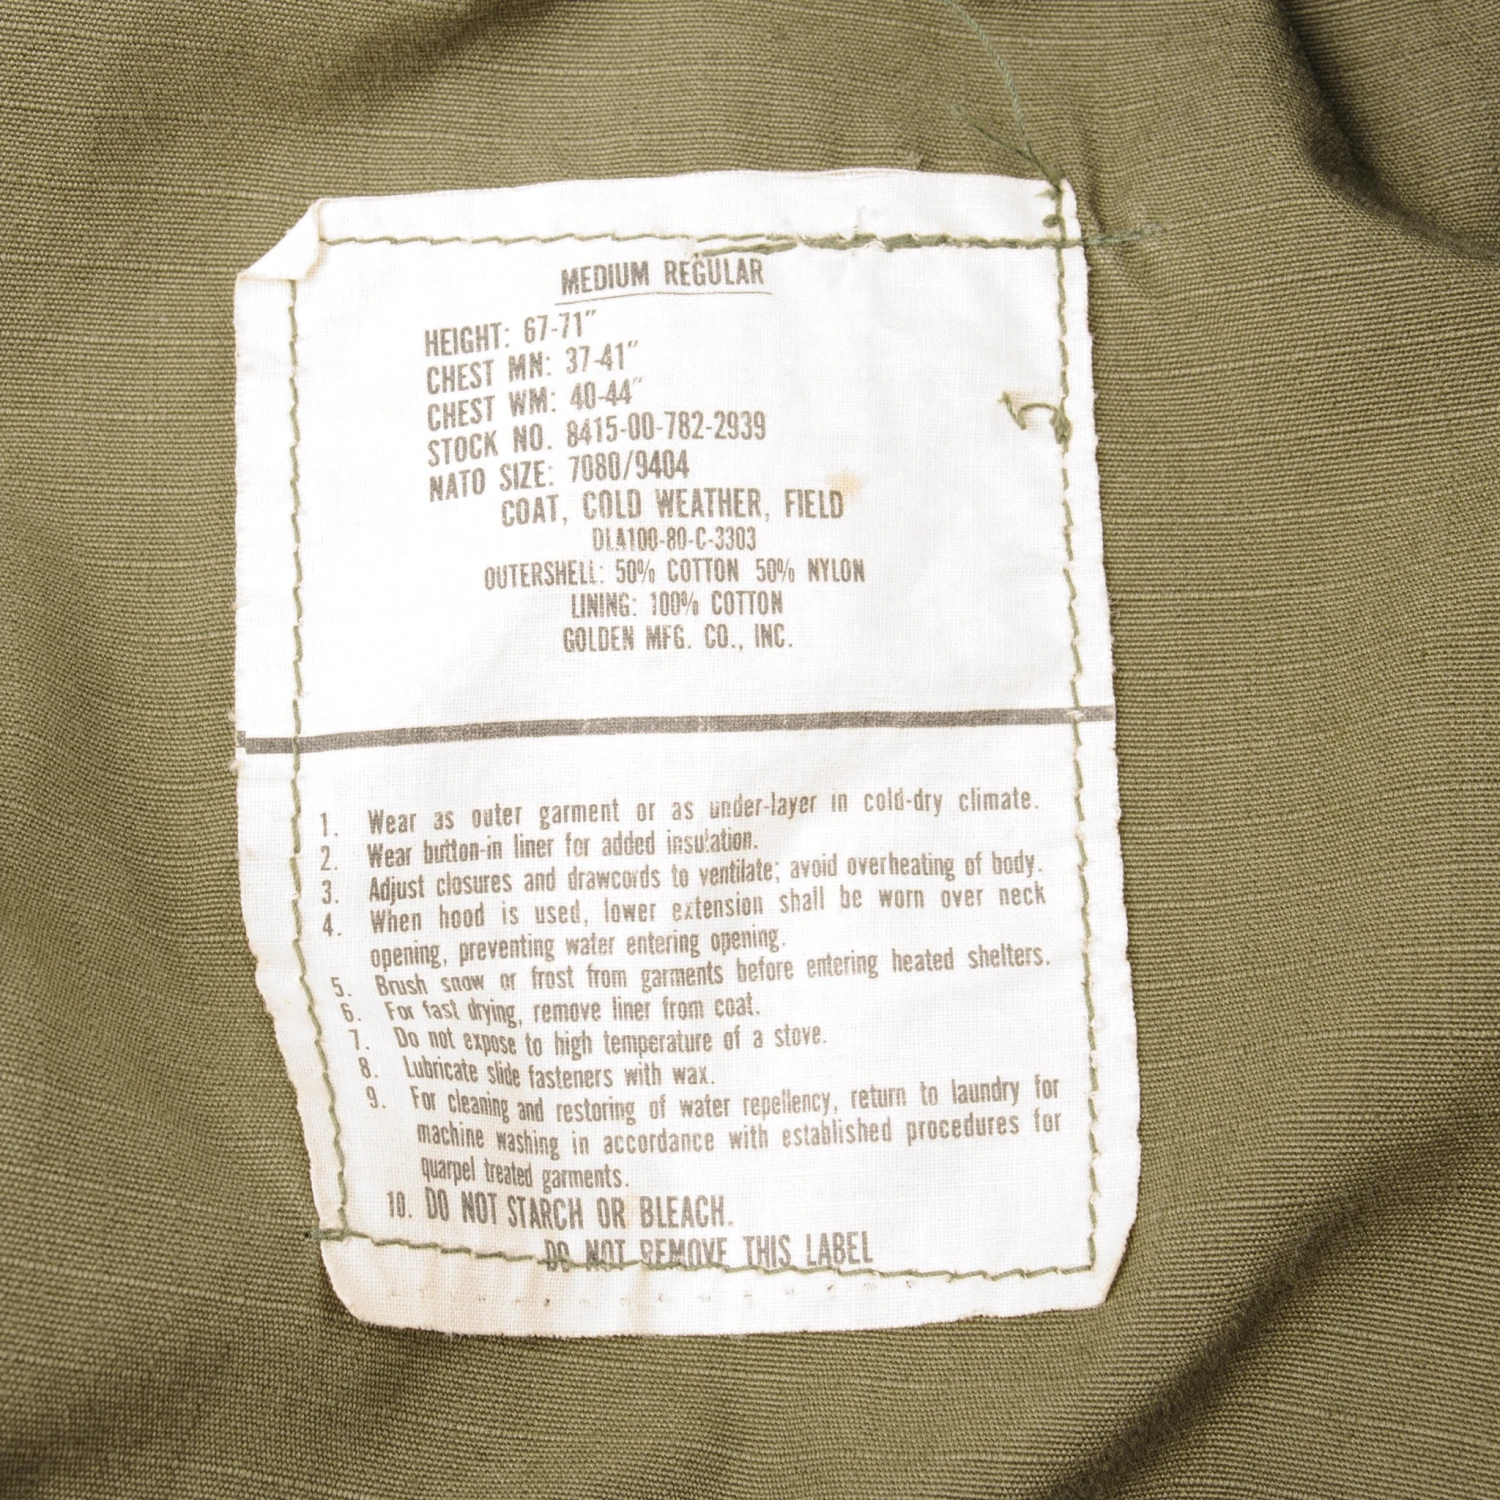 MEDIUM REGULAR
HEIGHT: 67-71"
CHEST MN: 37-41"
CHEST WM: 40-44"
STOCK NO. 8415-00-782-2939
NATO SIZE: 7080/9404
COAT, COLD WEATHER, FIELD
DLA100-80-C-3303
OUTERSHELL: 50% COTTON 50% NYLON
LINING: 100% COTTON
GOLDEN MFG. CO., INC.
1. Wear as outer garment or as under-layer in cold-dry climate.
2. Wear button-in liner for added insulation.
3. Adjust closures and drawcords to ventilate; avoid overheating of body.
4. When hood is used, lower extension shall be worn over neck
opening, preventing water entering opening.
5. Brush snow or frost from garments before entering heated shelters.
6. For fast drying, remove liner from coat.
7. Do not expose to high temperature of a stove.
8. Lubricate slide fasteners with wax.
9. For cleaning and restoring of water repellency, return to laundry for
machine washing in accordance with established procedures for
quarpel treated garments.
10. DO NOT STARCH OR BLEACH.
DO NOT REMOVE THIS LABEL